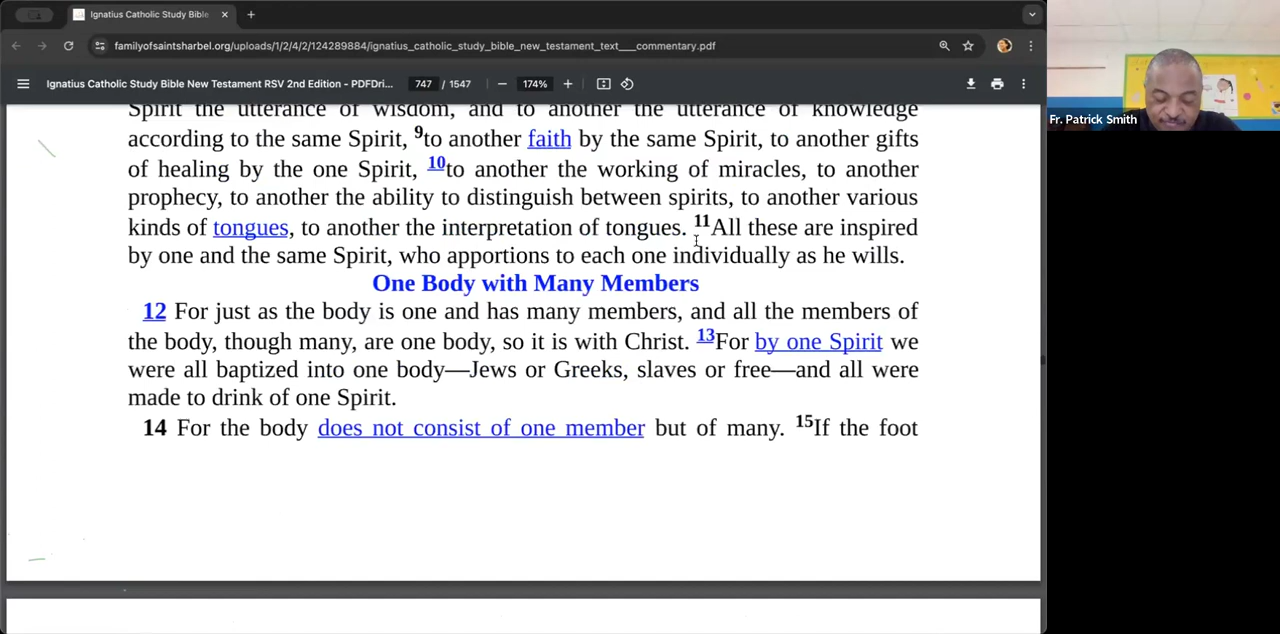 Ignatius Catholic Study Bible
familyofsaintsharbel.org/uploads/1/2/4/2/124289884/ignatius_catholic_study_bible_new_testament_text___commentary.pdf
Ignatius Catholic Study Bible New Testament RSV 2nd Edition - PDFDri...
747 / 1547
174%
Fr. Patrick Smith
Spirit the utterance of wisdom, and to another the utterance of knowledge
according to the same Spirit, 9to another faith by the same Spirit, to another gifts
of healing by the one Spirit, 10to another the working of miracles, to another
prophecy, to another the ability to distinguish between spirits, to another various
kinds of tongues, to another the interpretation of tongues. 11All these are inspired
by one and the same Spirit, who apportions to each one individually as he wills.
One Body with Many Members
12 For just as the body is one and has many members, and all the members of
the body, though many, are one body, so it is with Christ. 13For by one Spirit we
were all baptized into one body—Jews or Greeks, slaves or free—and all were
made to drink of one Spirit.
14 For the body does not consist of one member but of many. 15If the foot